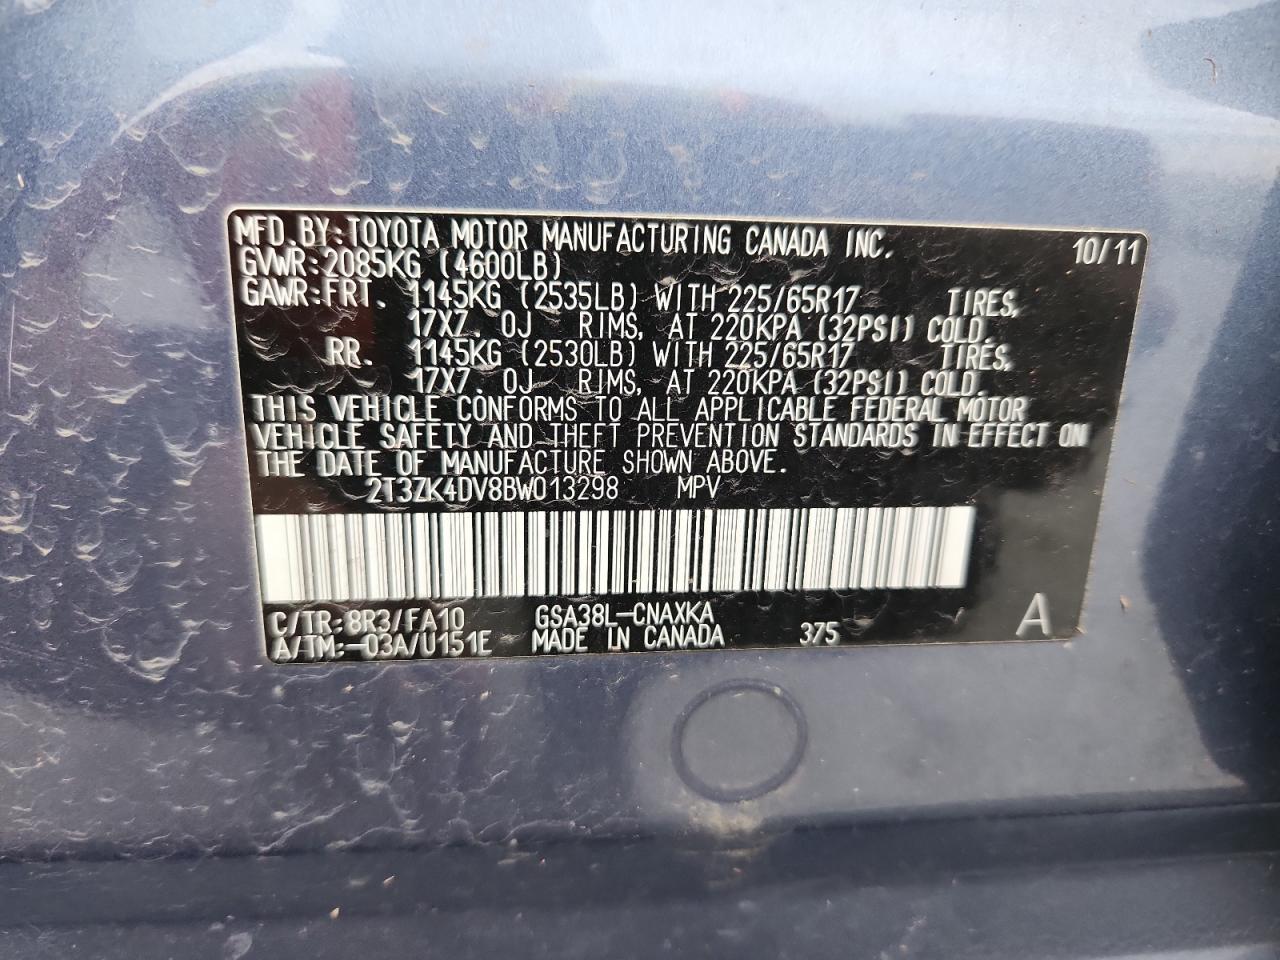 MFD.BY:TOYOTA MOTOR MANUFACTURING CANADA INC. 10/11
GVWR:2085KG (4600LB)
GAWR:FRT. 1145KG (2535LB) WITH 225/65R17 TIRES,
17X7. 0J RIMS, AT 220KPA (32PSI) COLD.
RR. 1145KG (2530LB) WITH 225/65R17 TIRES,
17X7. 0J RIMS, AT 220KPA (32PSI) COLD.
THIS VEHICLE CONFORMS TO ALL APPLICABLE FEDERAL MOTOR
VEHICLE SAFETY AND THEFT PREVENTION STANDARDS IN EFFECT ON
THE DATE OF MANUFACTURE SHOWN ABOVE.
2T3ZK4DV8BW013298 MPV
C/TR:8R3/FA10 GSA38L-CNAXKA
A/TM:-03A/U151E MADE IN CANADA 375 A